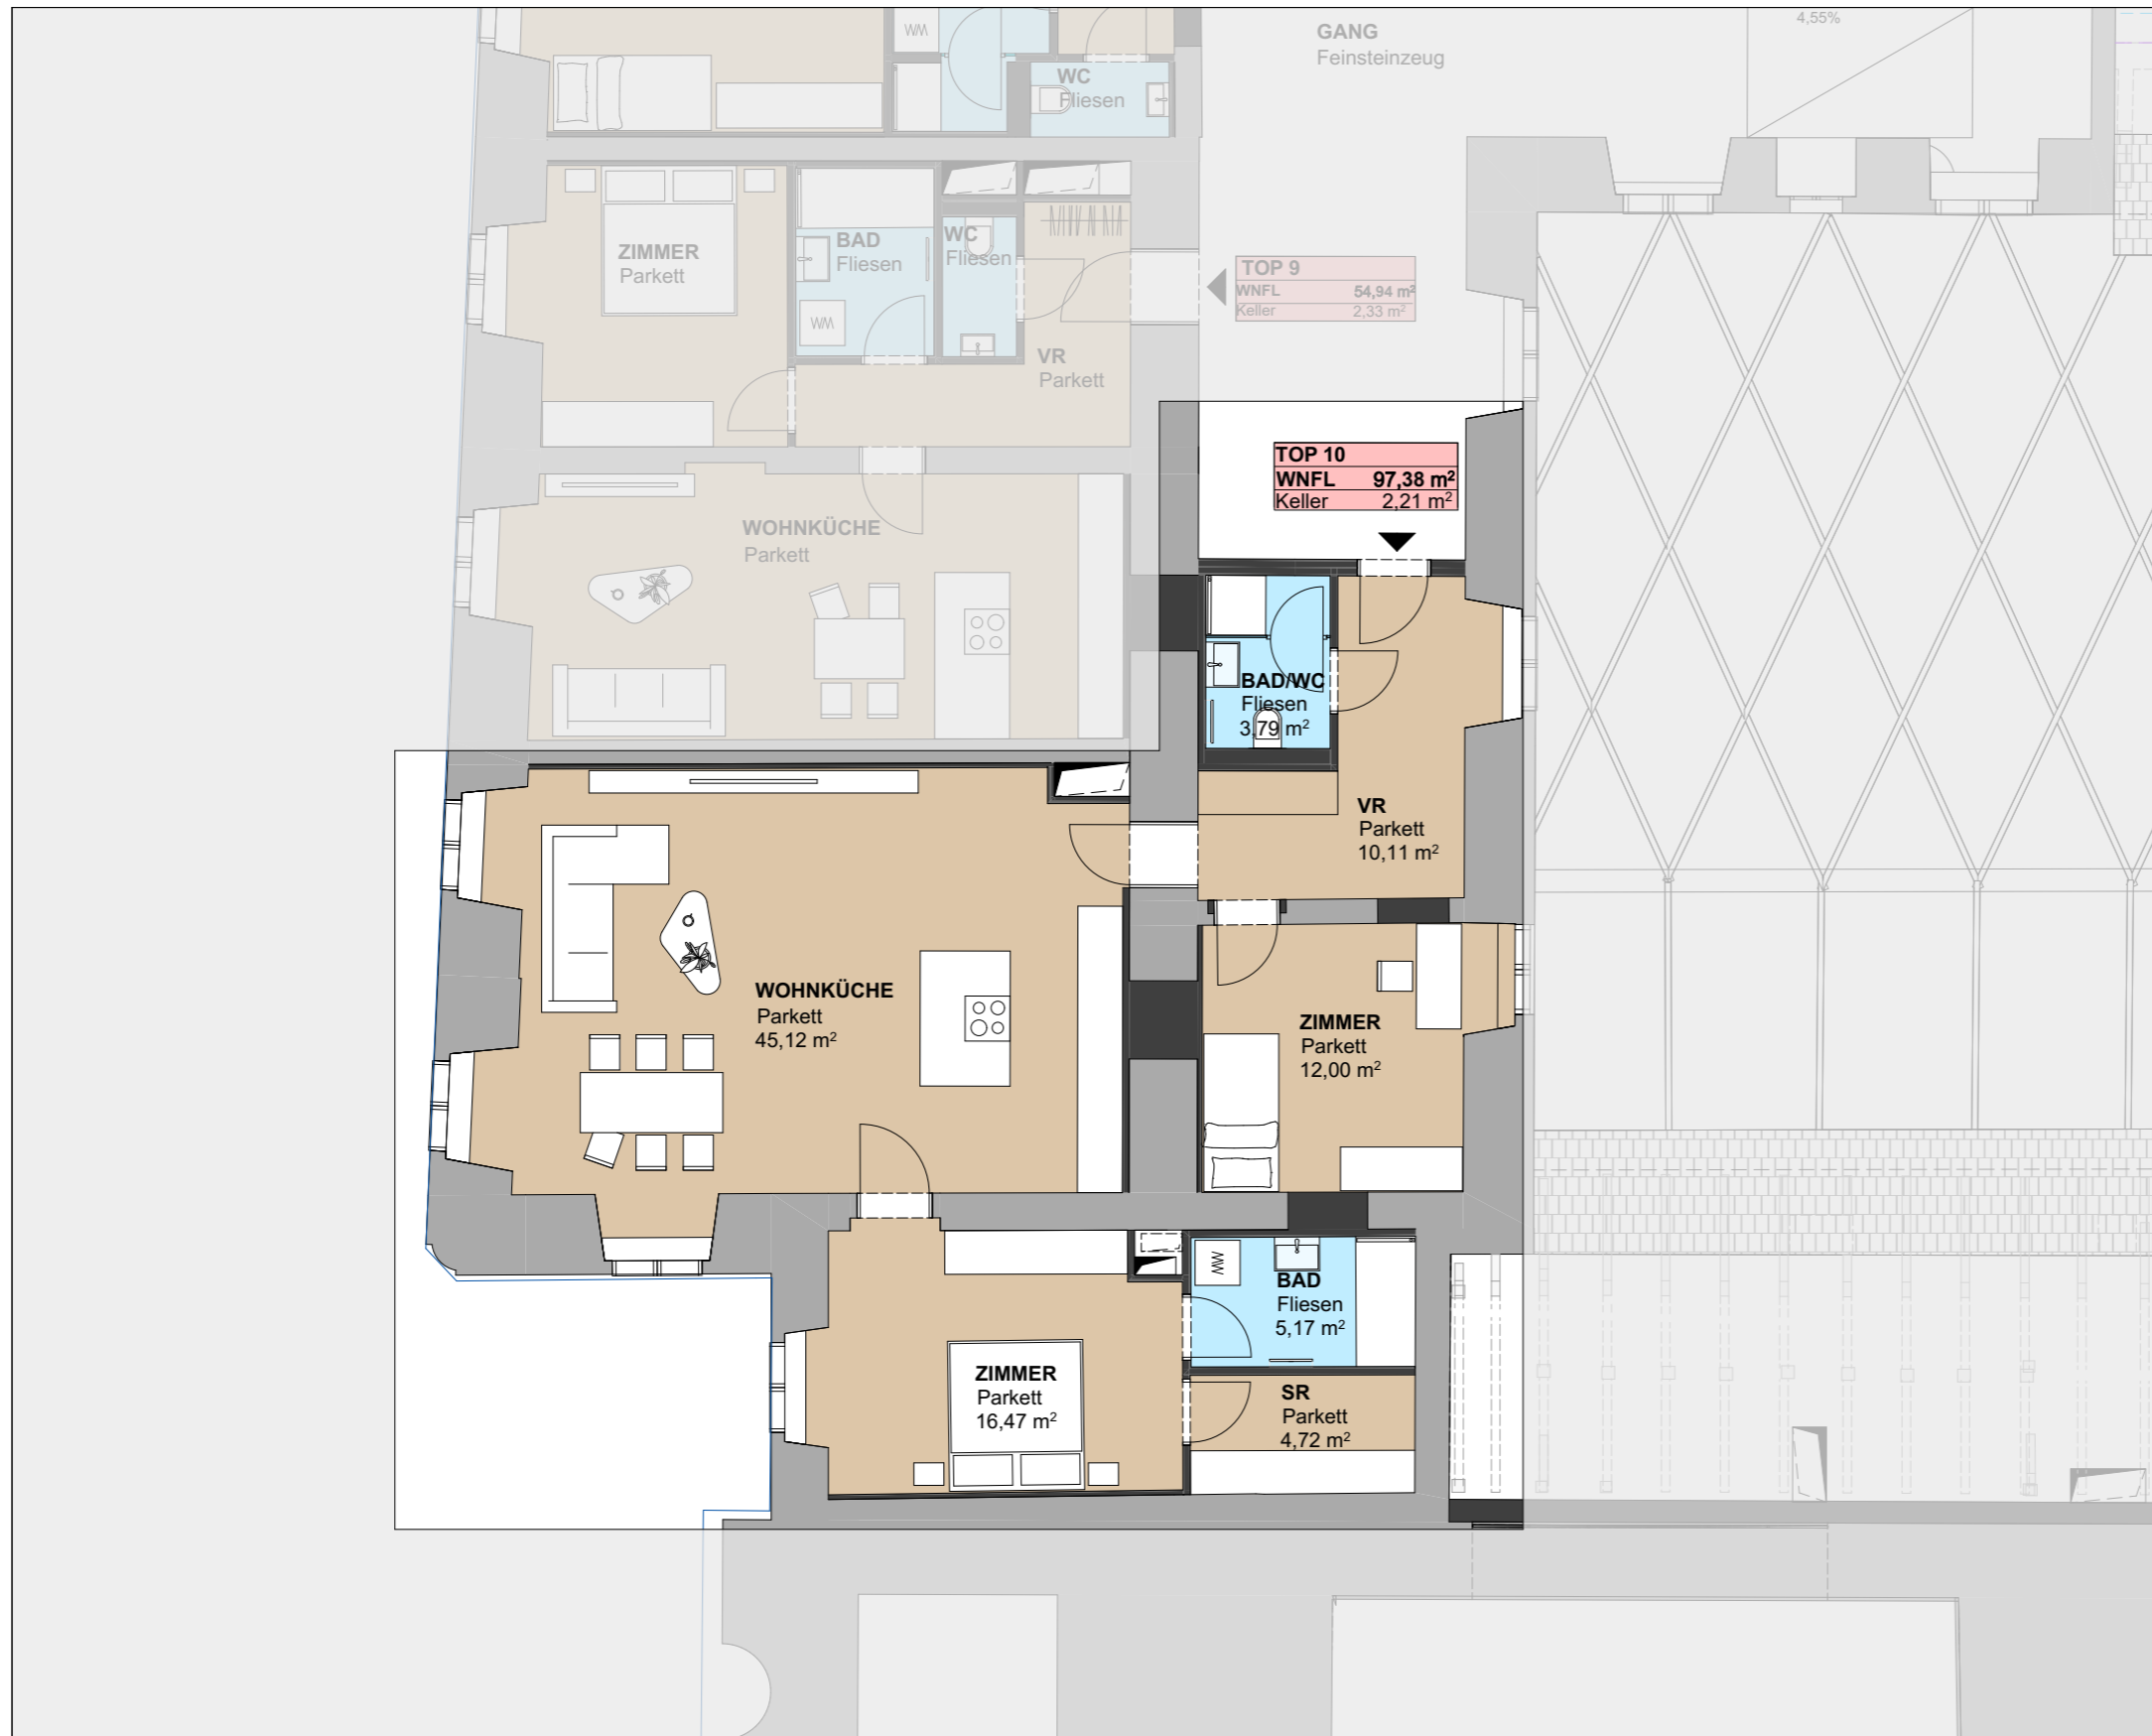 4,55%
GANG
Feinsteinzeug
WM
WC
Fliesen
ZIMMER
Parkett
BAD
Fliesen
WM
WC
Fliesen
TOP 9
WNFL 54,94 m²
Keller 2,33 m²
VR
Parkett
WOHNKÜCHE
Parkett
TOP 10
WNFL 97,38 m²
Keller 2,21 m²
BAD/WC
Fliesen
3,79 m²
VR
Parkett
10,11 m²
WOHNKÜCHE
Parkett
45,12 m²
ZIMMER
Parkett
12,00 m²
WM
BAD
Fliesen
5,17 m²
ZIMMER
Parkett
16,47 m²
SR
Parkett
4,72 m²